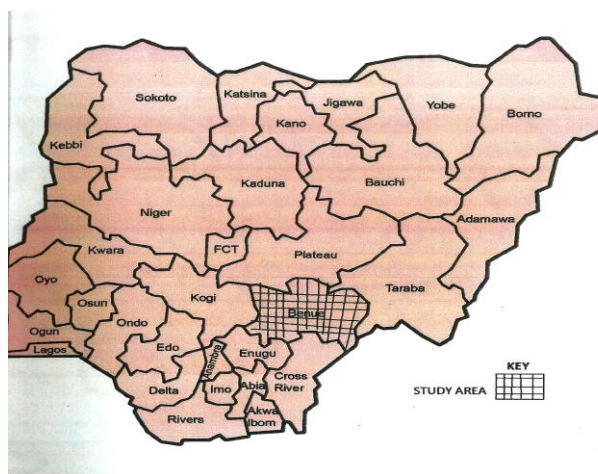 Sokoto
Katsina
Jigawa
Yobe
Borno
Kano
Kebbi
Kaduna
Bauchi
Niger
Adamawa
Kwara
FCT
Plateau
Oyo
Taraba
Kogi
Osun
Benue
Ondo
Ogun
Lagos
Edo
Anambra
Enugu
Cross
River
Delta
Imo
Abia
Rivers
Akwa
Ibom
KEY
STUDY AREA